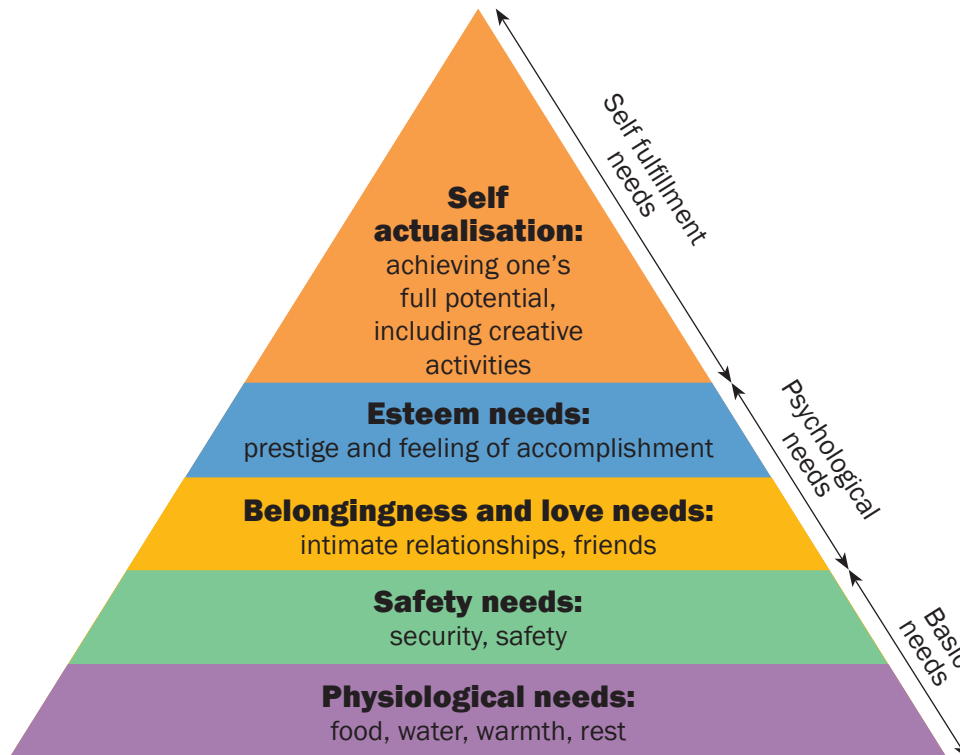 Self
actualisation:
achieving one's
full potential,
including creative
activities
Esteem needs:
prestige and feeling of accomplishment
Belongingness and love needs:
intimate relationships, friends
Safety needs:
security, safety
Physiological needs:
food, water, warmth, rest
Self fulfillment
needs
Psychological
needs
Basic
needs